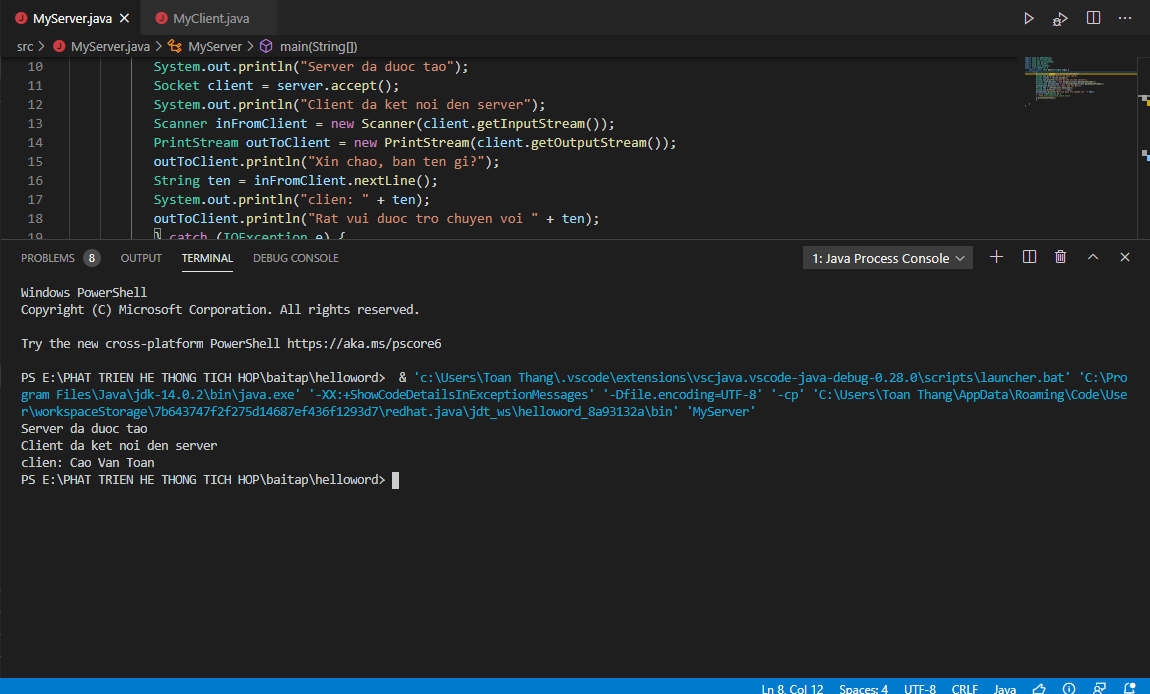 MyServer.java
MyClient.java
src > MyServer.java > MyServer > main(String[])
10 System.out.println("Server da duoc tao");
11 Socket client = server.accept();
12 System.out.println("Client da ket noi den server");
13 Scanner inFromClient = new Scanner(client.getInputStream());
14 PrintStream outToClient = new PrintStream(client.getOutputStream());
15 outToClient.println("Xin chao, ban ten gi?");
16 String ten = inFromClient.nextLine();
17 System.out.println("clien: " + ten);
18 outToClient.println("Rat vui duoc tro chuyen voi " + ten);
19 } catch (IOException e) {
PROBLEMS 8 OUTPUT TERMINAL DEBUG CONSOLE 1: Java Process Console
Windows PowerShell
Copyright (C) Microsoft Corporation. All rights reserved.
Try the new cross-platform PowerShell https://aka.ms/pscore6
PS E:\PHAT TRIEN HE THONG TICH HOP\baitap\helloword>  & 'c:\Users\Toan Thang\.vscode\extensions\vscjava.vscode-java-debug-0.28.0\scripts\launcher.bat' 'C:\Pro
gram Files\Java\jdk-14.0.2\bin\java.exe' '-XX:+ShowCodeDetailsInExceptionMessages' '-Dfile.encoding=UTF-8' '-cp' 'C:\Users\Toan Thang\AppData\Roaming\Code\Use
r\workspaceStorage\7b643747f2f275d14687ef436f1293d7\redhat.java\jdt_ws\helloword_8a93132a\bin' 'MyServer'
Server da duoc tao
Client da ket noi den server
clien: Cao Van Toan
PS E:\PHAT TRIEN HE THONG TICH HOP\baitap\helloword>
Ln 8, Col 12 Spaces: 4 UTF-8 CRLF Java